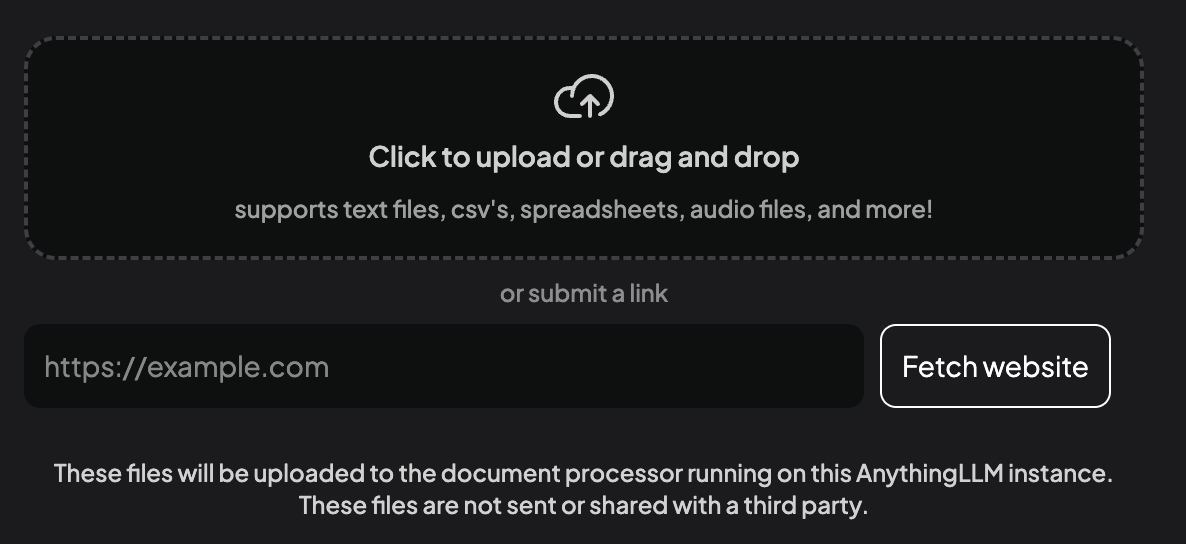 Click to upload or drag and drop
supports text files, csv's, spreadsheets, audio files, and more!
or submit a link
https://example.com
Fetch website
These files will be uploaded to the document processor running on this AnythingLLM instance.
These files are not sent or shared with a third party.